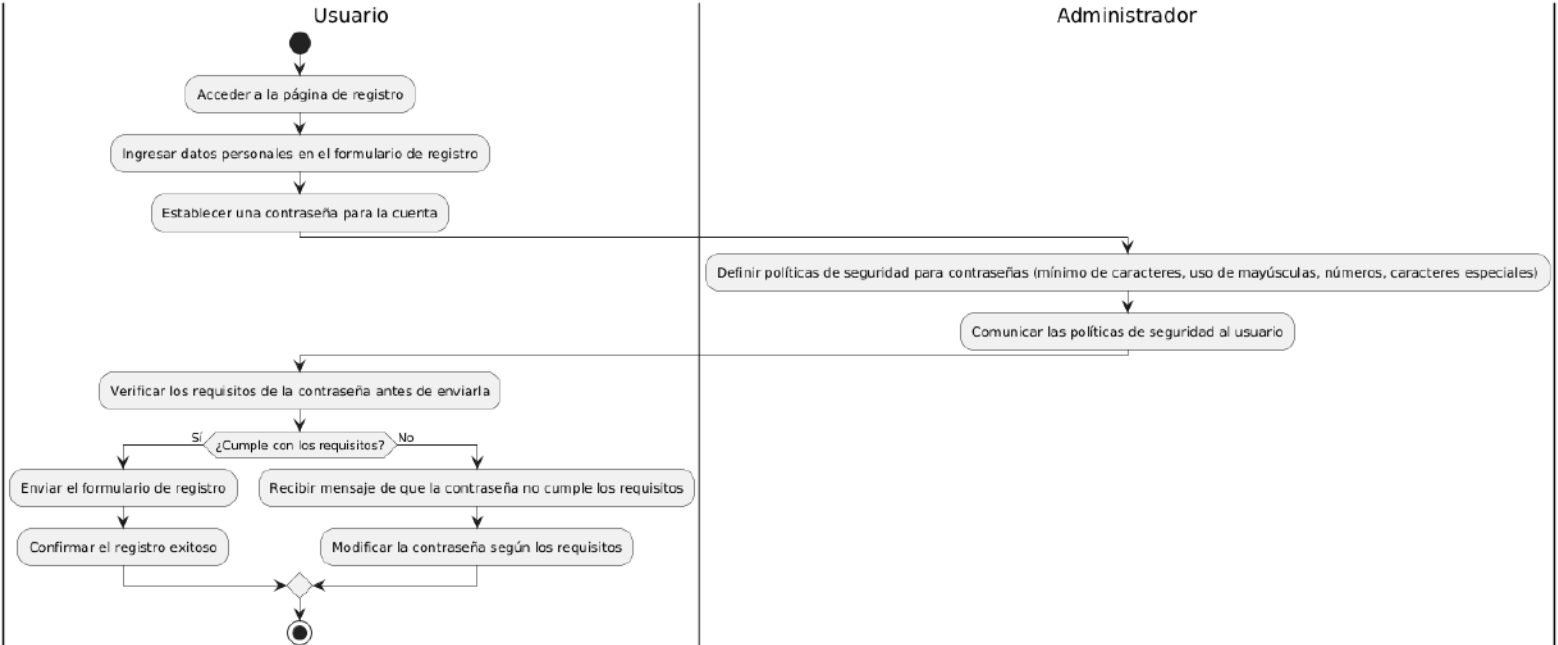 Usuario
Administrador
Acceder a la página de registro
Ingresar datos personales en el formulario de registro
Establecer una contraseña para la cuenta
Definir políticas de seguridad para contraseñas (mínimo de caracteres, uso de mayúsculas, números, caracteres especiales)
Comunicar las políticas de seguridad al usuario
Verificar los requisitos de la contraseña antes de enviarla
Sí
¿Cumple con los requisitos?
No
Enviar el formulario de registro
Recibir mensaje de que la contraseña no cumple los requisitos
Confirmar el registro exitoso
Modificar la contraseña según los requisitos